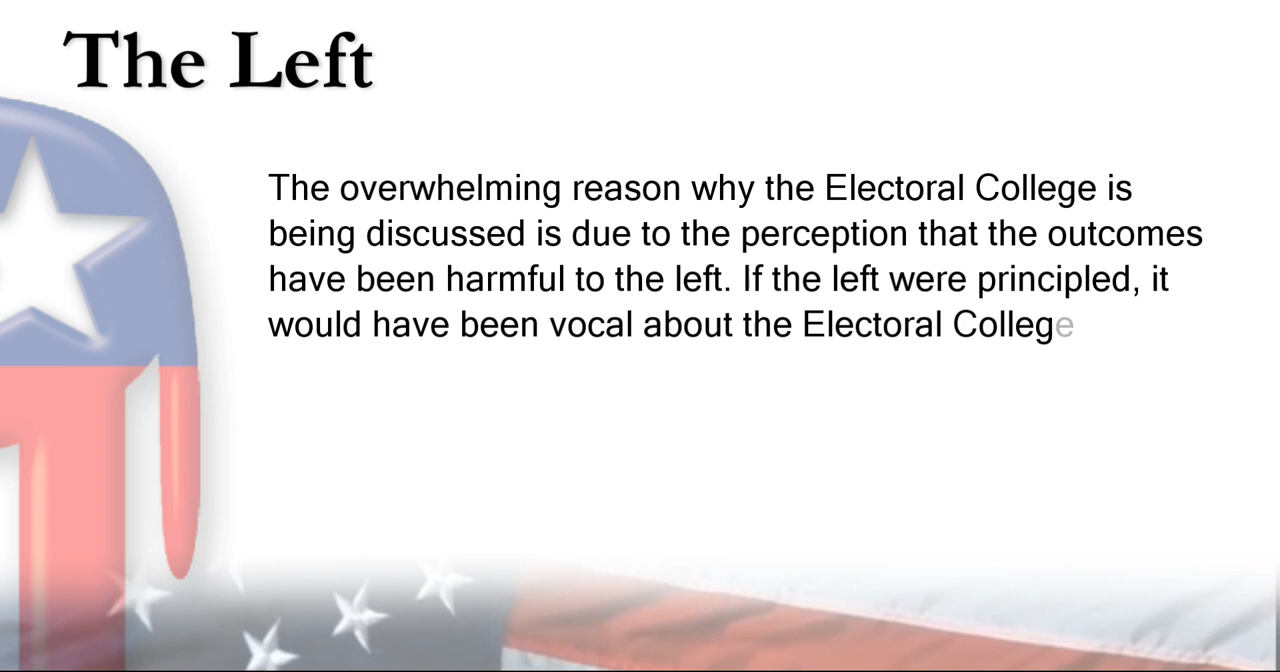 The Left
The overwhelming reason why the Electoral College is
being discussed is due to the perception that the outcomes
have been harmful to the left. If the left were principled, it
would have been vocal about the Electoral College